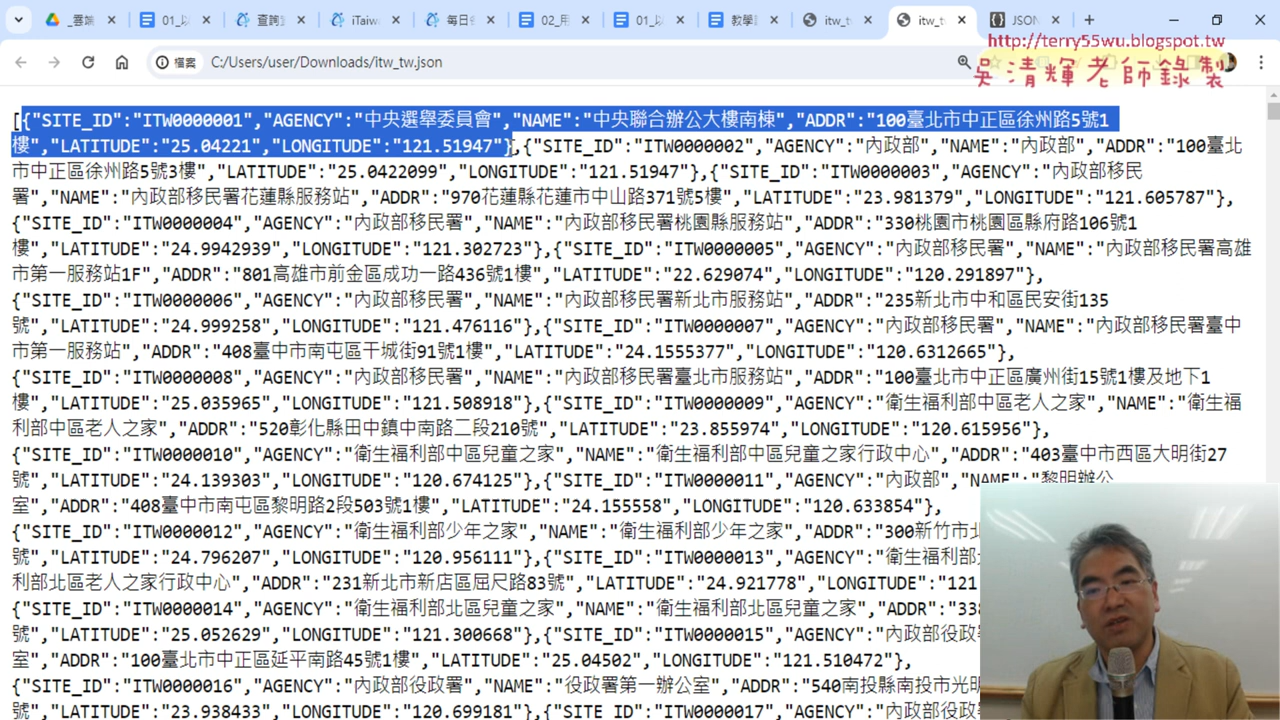 _雲端
01_以
查詢室
iTaiw
每日使
02_用
01_以
教學訁
itw_t
itw_tw
JSON
http://terry55wu.blogspot.tw
檔案
C:/Users/user/Downloads/itw_tw.json
吳清輝老師錄製
[{"SITE_ID":"ITW0000001","AGENCY":"中央選舉委員會","NAME":"中央聯合辦公大樓南棟","ADDR":"100臺北市中正區徐州路5號1
樓","LATITUDE":"25.04221","LONGITUDE":"121.51947"},{"SITE_ID":"ITW0000002","AGENCY":"內政部","NAME":"內政部","ADDR":"100臺北
市中正區徐州路5號3樓","LATITUDE":"25.0422099","LONGITUDE":"121.51947"},{"SITE_ID":"ITW0000003","AGENCY":"內政部移民
署","NAME":"內政部移民署花蓮縣服務站","ADDR":"970花蓮縣花蓮市中山路371號5樓","LATITUDE":"23.981379","LONGITUDE":"121.605787"},
{"SITE_ID":"ITW0000004","AGENCY":"內政部移民署","NAME":"內政部移民署桃園縣服務站","ADDR":"330桃園市桃園區縣府路106號1
樓","LATITUDE":"24.9942939","LONGITUDE":"121.302723"},{"SITE_ID":"ITW0000005","AGENCY":"內政部移民署","NAME":"內政部移民署高雄
市第一服務站1F","ADDR":"801高雄市前金區成功一路436號1樓","LATITUDE":"22.629074","LONGITUDE":"120.291897"},
{"SITE_ID":"ITW0000006","AGENCY":"內政部移民署","NAME":"內政部移民署新北市服務站","ADDR":"235新北市中和區民安街135
號","LATITUDE":"24.999258","LONGITUDE":"121.476116"},{"SITE_ID":"ITW0000007","AGENCY":"內政部移民署","NAME":"內政部移民署臺中
市第一服務站","ADDR":"408臺中市南屯區干城街91號1樓","LATITUDE":"24.1555377","LONGITUDE":"120.6312665"},
{"SITE_ID":"ITW0000008","AGENCY":"內政部移民署","NAME":"內政部移民署臺北市服務站","ADDR":"100臺北市中正區廣州街15號1樓及地下1
樓","LATITUDE":"25.035965","LONGITUDE":"121.508918"},{"SITE_ID":"ITW0000009","AGENCY":"衛生福利部中區老人之家","NAME":"衛生福
利部中區老人之家","ADDR":"520彰化縣田中鎮中南路二段210號","LATITUDE":"23.855974","LONGITUDE":"120.615956"},
{"SITE_ID":"ITW0000010","AGENCY":"衛生福利部中區兒童之家","NAME":"衛生福利部中區兒童之家行政中心","ADDR":"403臺中市西區大明街27
號","LATITUDE":"24.139303","LONGITUDE":"120.674125"},{"SITE_ID":"ITW0000011","AGENCY":"內政部","NAME":"黎明辦公
室","ADDR":"408臺中市南屯區黎明路2段503號1樓","LATITUDE":"24.155558","LONGITUDE":"120.633854"},
{"SITE_ID":"ITW0000012","AGENCY":"衛生福利部少年之家","NAME":"衛生福利部少年之家","ADDR":"300新竹市北
號","LATITUDE":"24.796207","LONGITUDE":"120.956111"},{"SITE_ID":"ITW0000013","AGENCY":"衛生福利部
利部北區老人之家行政中心","ADDR":"231新北市新店區屈尺路83號","LATITUDE":"24.921778","LONGITUDE":"121
{"SITE_ID":"ITW0000014","AGENCY":"衛生福利部北區兒童之家","NAME":"衛生福利部北區兒童之家","ADDR":"338
號","LATITUDE":"25.052629","LONGITUDE":"121.300668"},{"SITE_ID":"ITW0000015","AGENCY":"內政部役政署
室","ADDR":"100臺北市中正區延平南路45號1樓","LATITUDE":"25.04502","LONGITUDE":"121.510472"},
{"SITE_ID":"ITW0000016","AGENCY":"內政部役政署","NAME":"役政署第一辦公室","ADDR":"540南投縣南投市光明
號","LATITUDE":"23.938433","LONGITUDE":"120.699181"},{"SITE_ID":"ITW0000017","AGENCY":"內政部役政署